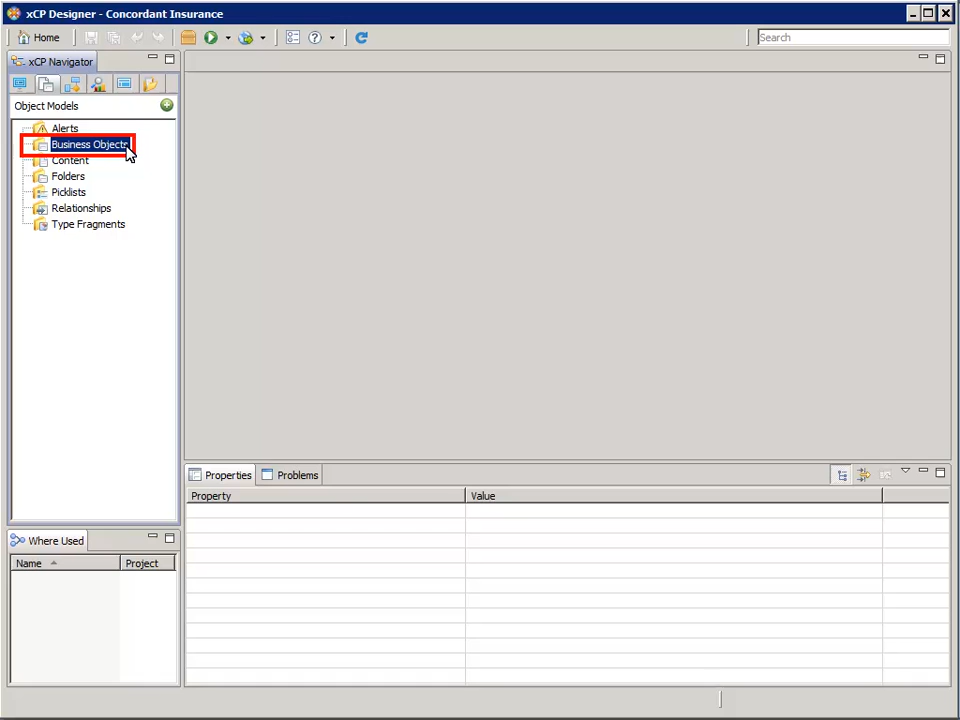 xCP Designer - Concordant Insurance
Home
Search
xCP Navigator
Object Models
Alerts
Business Objects
Content
Folders
Picklists
Relationships
Type Fragments
Properties
Problems
Property
Value
Where Used
Name
Project